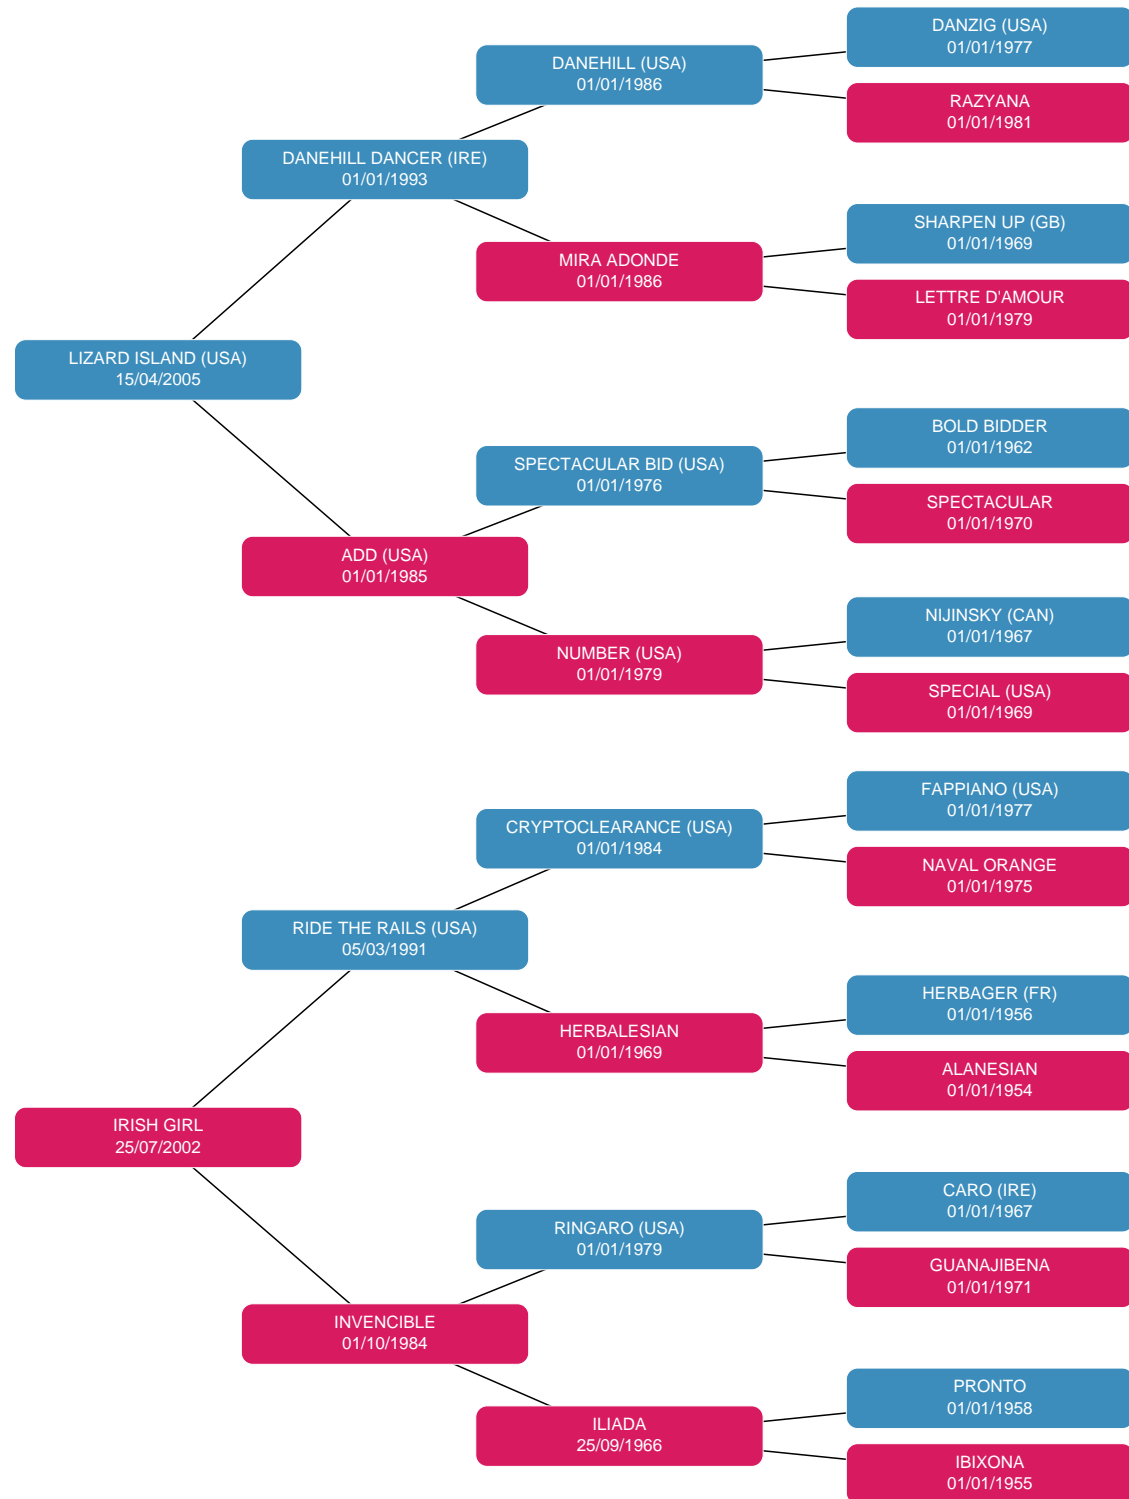 DANZIG (USA)
01/01/1977
DANEHILL (USA)
01/01/1986
RAZYANA
01/01/1981
DANEHILL DANCER (IRE)
01/01/1993
SHARPEN UP (GB)
01/01/1969
MIRA ADONDE
01/01/1986
LETTRE D'AMOUR
01/01/1979
LIZARD ISLAND (USA)
15/04/2005
BOLD BIDDER
01/01/1962
SPECTACULAR BID (USA)
01/01/1976
SPECTACULAR
01/01/1970
ADD (USA)
01/01/1985
NIJINSKY (CAN)
01/01/1967
NUMBER (USA)
01/01/1979
SPECIAL (USA)
01/01/1969
FAPPIANO (USA)
01/01/1977
CRYPTOCLEARANCE (USA)
01/01/1984
NAVAL ORANGE
01/01/1975
RIDE THE RAILS (USA)
05/03/1991
HERBAGER (FR)
01/01/1956
HERBALESIAN
01/01/1969
ALANESIAN
01/01/1954
IRISH GIRL
25/07/2002
CARO (IRE)
01/01/1967
RINGARO (USA)
01/01/1979
GUANAJIBENA
01/01/1971
INVENCIBLE
01/10/1984
PRONTO
01/01/1958
ILIADA
25/09/1966
IBIXONA
01/01/1955